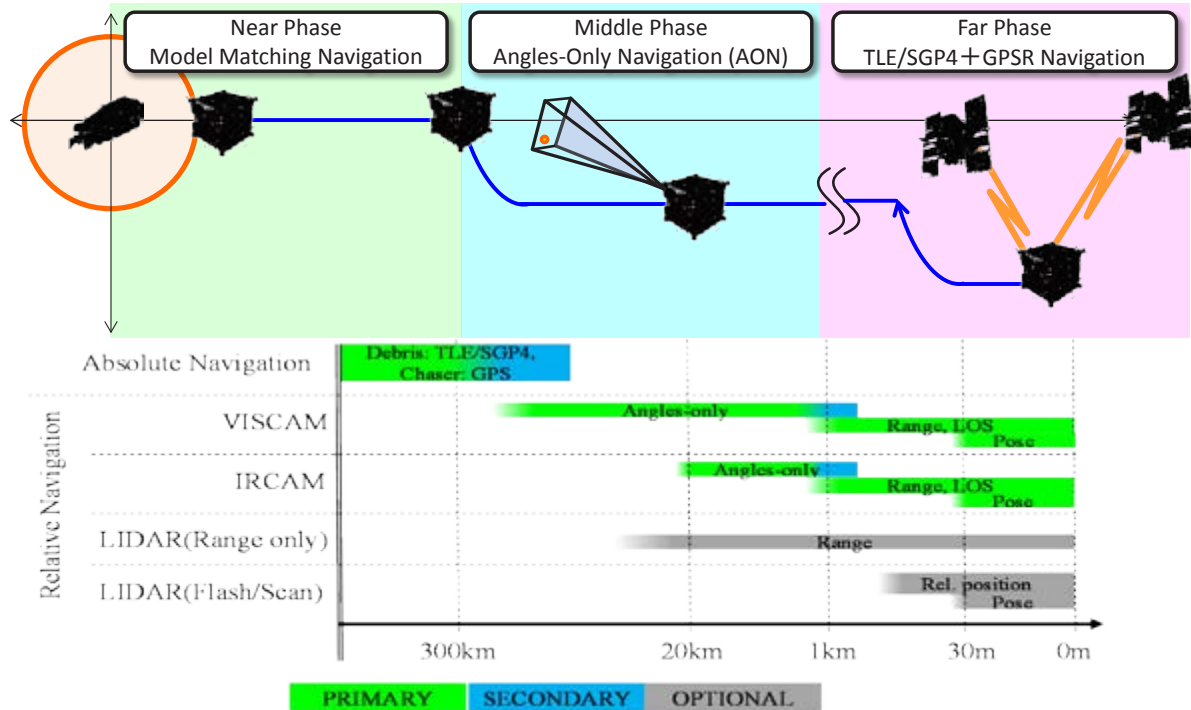 Near Phase
Model Matching Navigation
Middle Phase
Angles-Only Navigation (AON)
Far Phase
TLE/SGP4＋GPSR Navigation
Absolute Navigation
Debris: TLE/SGP4,
Chaser: GPS
Relative Navigation
VISCAM
Angles-only
Range, LOS
Pose
IRCAM
Angles-only
Range, LOS
Pose
LIDAR(Range only)
Range
LIDAR(Flash/Scan)
Rel. position
Pose
300km
20km
1km
30m
0m
PRIMARY
SECONDARY
OPTIONAL